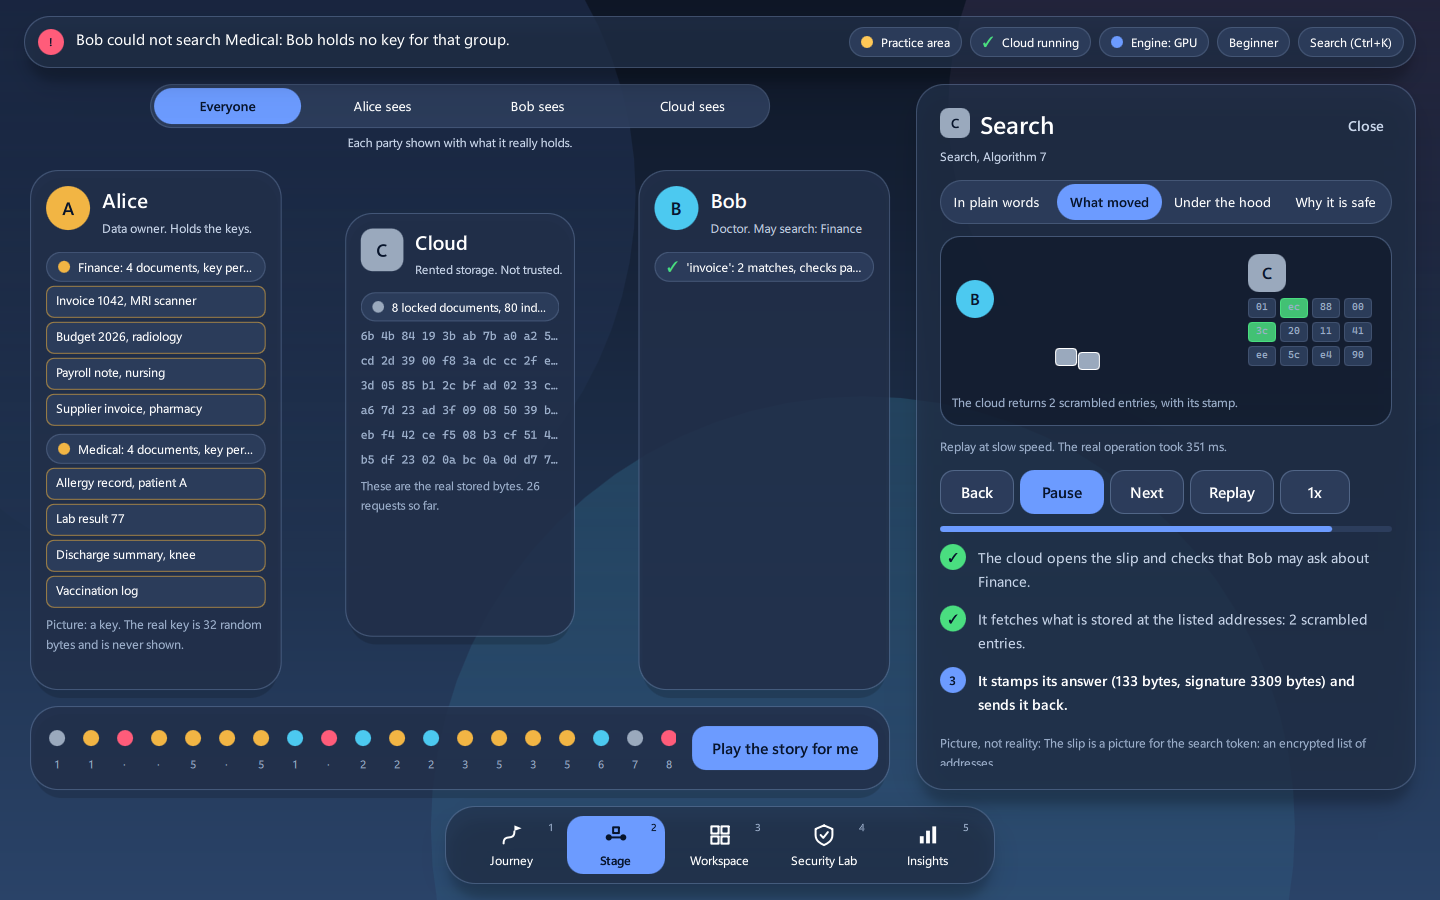 !
Bob could not search Medical: Bob holds no key for that group.
Practice area
Cloud running
Engine: GPU
Beginner
Search (Ctrl+K)
Everyone
Alice sees
Bob sees
Cloud sees
Each party shown with what it really holds.
A
Alice
Data owner. Holds the keys.
Finance: 4 documents, key per...
Invoice 1042, MRI scanner
Budget 2026, radiology
Payroll note, nursing
Supplier invoice, pharmacy
Medical: 4 documents, key per...
Allergy record, patient A
Lab result 77
Discharge summary, knee
Vaccination log
Picture: a key. The real key is 32 random
bytes and is never shown.
C
Cloud
Rented storage. Not trusted.
8 locked documents, 80 ind...
6b 4b 84 19 3b ab 7b a0 a2 5...
cd 2d 39 00 f8 3a dc cc 2f e...
3d 05 85 b1 2c bf ad 02 33 c...
a6 7d 23 ad 3f 09 08 50 39 b...
eb f4 42 ce f5 08 b3 cf 51 4...
b5 df 23 02 0a bc 0a 0d d7 7...
These are the real stored bytes. 26
requests so far.
B
Bob
Doctor. May search: Finance
'invoice': 2 matches, checks pa...
1 1 · · 5 · 5 1 · 2 2 2 3 5 3 5 6 7 8
Play the story for me
C
Search
Close
Search, Algorithm 7
In plain words
What moved
Under the hood
Why it is safe
B
C
01 ec 88 00
3c 20 11 41
ee 5c e4 90
The cloud returns 2 scrambled entries, with its stamp.
Replay at slow speed. The real operation took 351 ms.
Back
Pause
Next
Replay
1x
The cloud opens the slip and checks that Bob may ask about
Finance.
It fetches what is stored at the listed addresses: 2 scrambled
entries.
3
It stamps its answer (133 bytes, signature 3309 bytes) and
sends it back.
Picture, not reality: The slip is a picture for the search token: an encrypted list of
addresses
1
Journey
2
Stage
3
Workspace
4
Security Lab
5
Insights